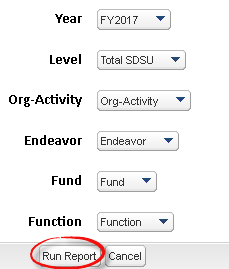 Year FY2017
Level Total SDSU
Org-Activity Org-Activity
Endeavor Endeavor
Fund Fund
Function Function
Run Report Cancel